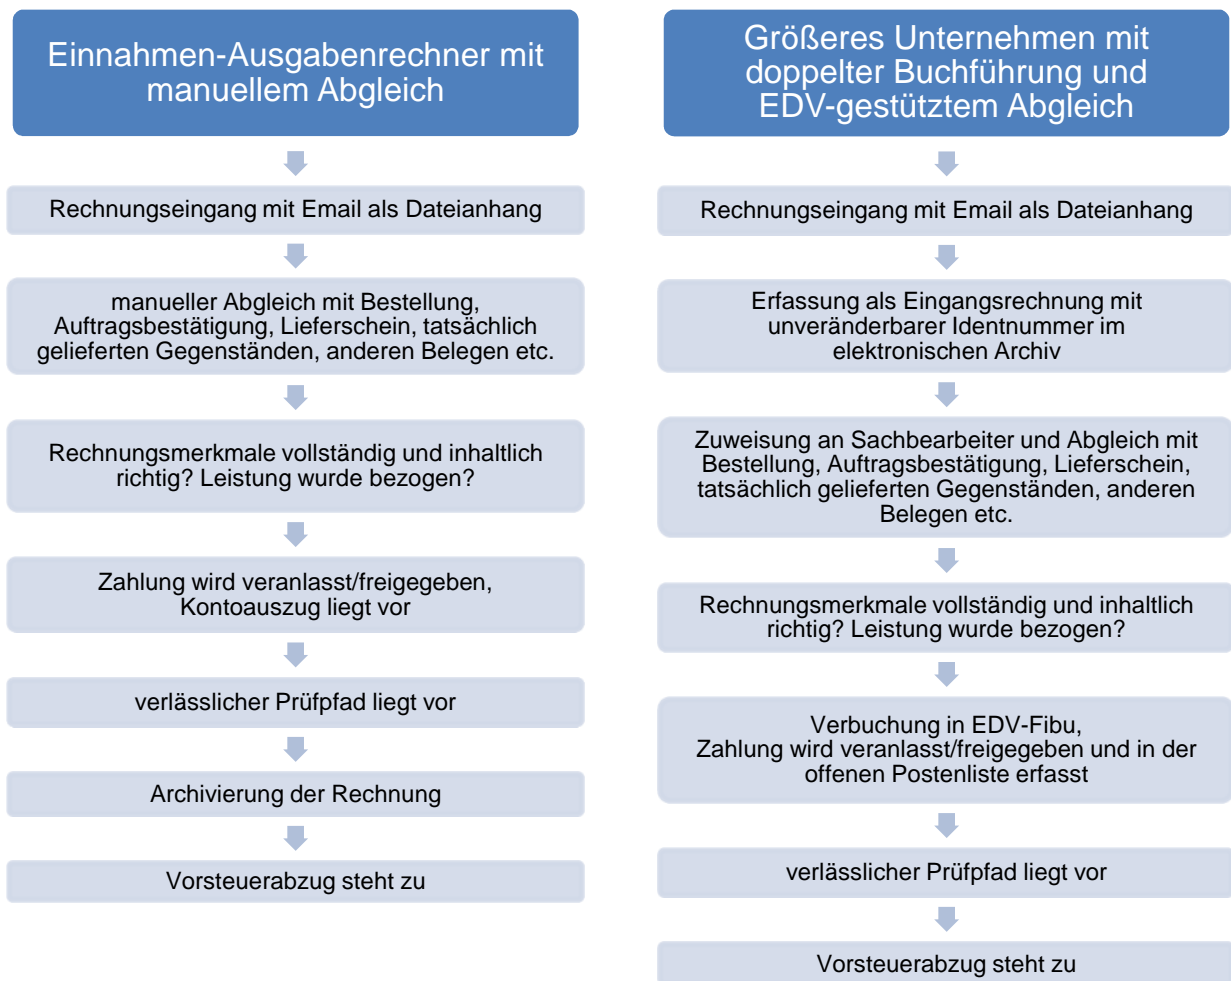 Einnahmen-Ausgabenrechner mit
manuellem Abgleich
Rechnungseingang mit Email als Dateianhang
manueller Abgleich mit Bestellung,
Auftragsbestätigung, Lieferschein, tatsächlich
gelieferten Gegenständen, anderen Belegen etc.
Rechnungsmerkmale vollständig und inhaltlich
richtig? Leistung wurde bezogen?
Zahlung wird veranlasst/freigegeben,
Kontoauszug liegt vor
verlässlicher Prüfpfad liegt vor
Archivierung der Rechnung
Vorsteuerabzug steht zu
Größeres Unternehmen mit
doppelter Buchführung und
EDV-gestütztem Abgleich
Rechnungseingang mit Email als Dateianhang
Erfassung als Eingangsrechnung mit
unveränderbarer Identnummer im
elektronischen Archiv
Zuweisung an Sachbearbeiter und Abgleich mit
Bestellung, Auftragsbestätigung, Lieferschein,
tatsächlich gelieferten Gegenständen, anderen
Belegen etc.
Rechnungsmerkmale vollständig und inhaltlich
richtig? Leistung wurde bezogen?
Verbuchung in EDV-Fibu,
Zahlung wird veranlasst/freigegeben und in der
offenen Postenliste erfasst
verlässlicher Prüfpfad liegt vor
Vorsteuerabzug steht zu